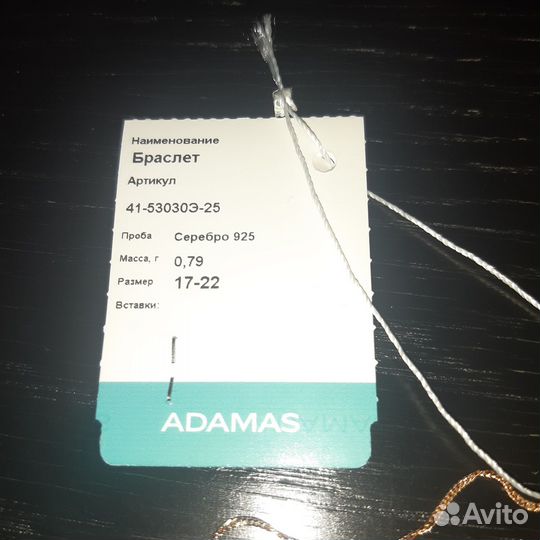 Наименование
Браслет
Артикул
41-53030Э-25
Проба Серебро 925
Масса, г 0,79
Размер 17-22
Вставки:
ADAMAS
Avito